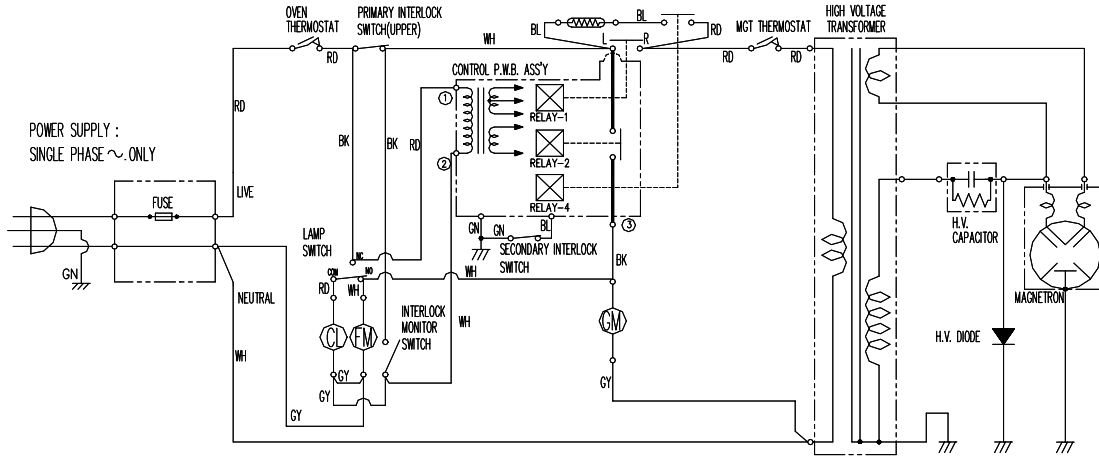 OVEN
THERMOSTAT
RD
PRIMARY INTERLOCK
SWITCH(UPPER)
WH
BL
BL
RD
L
R
MGT THERMOSTAT
RD
RD
HIGH VOLTAGE
TRANSFORMER
RD
BK
BK
RD
CONTROL P.W.B. ASS'Y
1
2
RELAY-1
RELAY-2
RELAY-4
3
POWER SUPPLY :
SINGLE PHASE ~. ONLY
LIVE
FUSE
GN
NEUTRAL
WH
LAMP
SWITCH
NC
COM
NO
RD
WH
WH
GN
GN
BL
SECONDARY INTERLOCK
SWITCH
BK
INTERLOCK
MONITOR
SWITCH
WH
CL
FM
GM
GY
GY
GY
GY
H.V.
CAPACITOR
MAGNETRON
H.V. DIODE